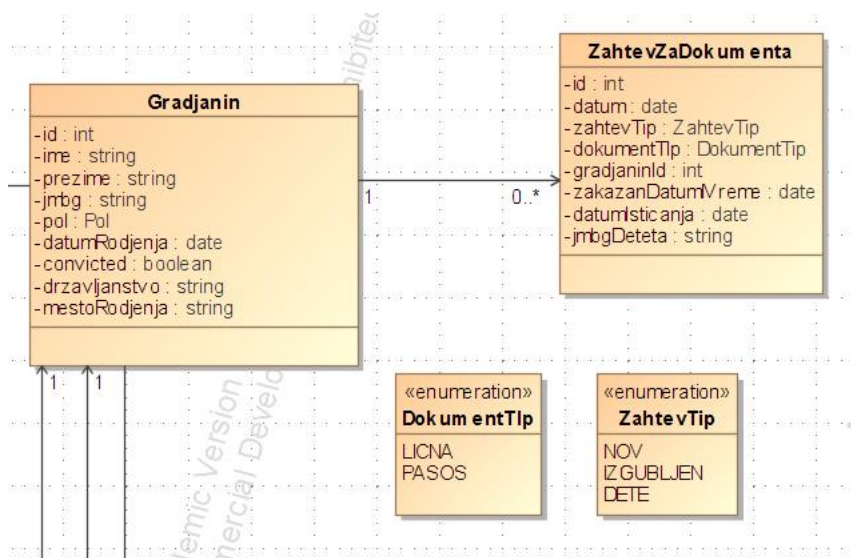 Gradjanin
-id : int
-ime : string
-prezime : string
-jmbg : string
-pol : Pol
-datumRodjenja : date
-convicted : boolean
-drzavljanstvo : string
-mestoRodjenja : string
1
0..*
ZahtevZaDokumenta
-id : int
-datum : date
-zahtevTip : ZahtevTip
-dokumentTIp : DokumentTip
-gradjaninId : int
-zakazanDatumIVreme : date
-datumIsticanja : date
-jmbgDeteta : string
1
1
«enumeration»
DokumentTIp
LICNA
PASOS
«enumeration»
ZahtevTip
NOV
IZGUBLJEN
DETE